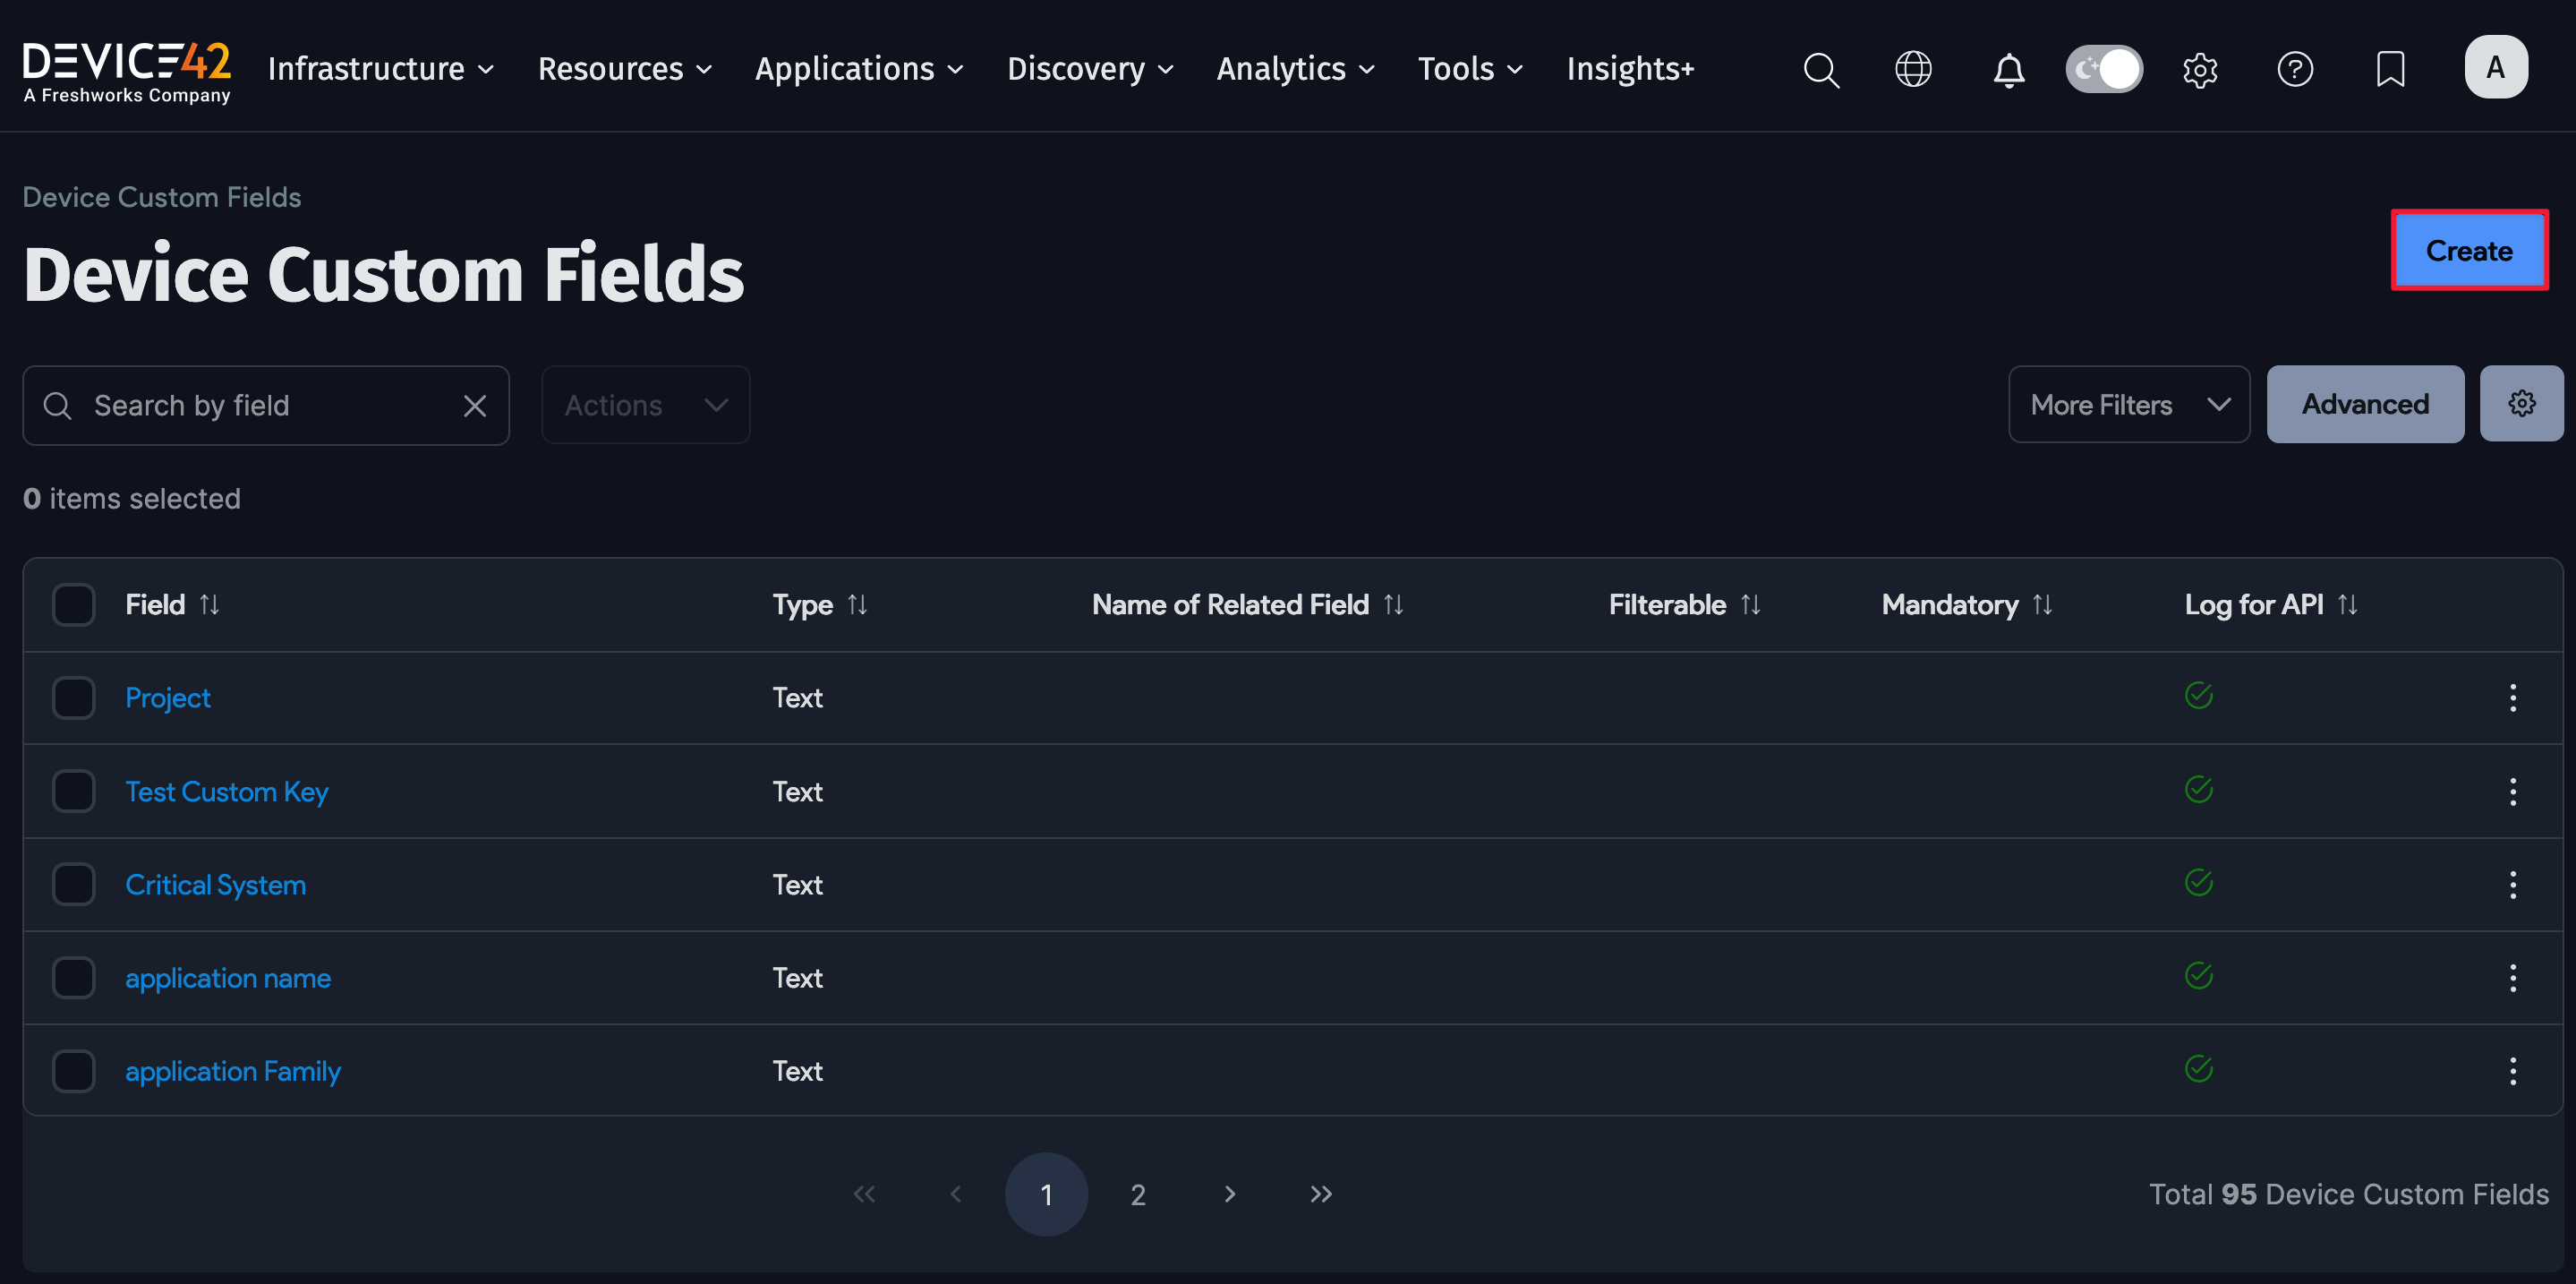 DEVICE42
A Freshworks Company
Infrastructure Resources Applications Discovery Analytics Tools Insights+ A
Device Custom Fields
Device Custom Fields
Create
Search by field Actions More Filters Advanced
0 items selected
Field Type Name of Related Field Filterable Mandatory Log for API
Project Text
Test Custom Key Text
Critical System Text
application name Text
application Family Text
1 2 Total 95 Device Custom Fields